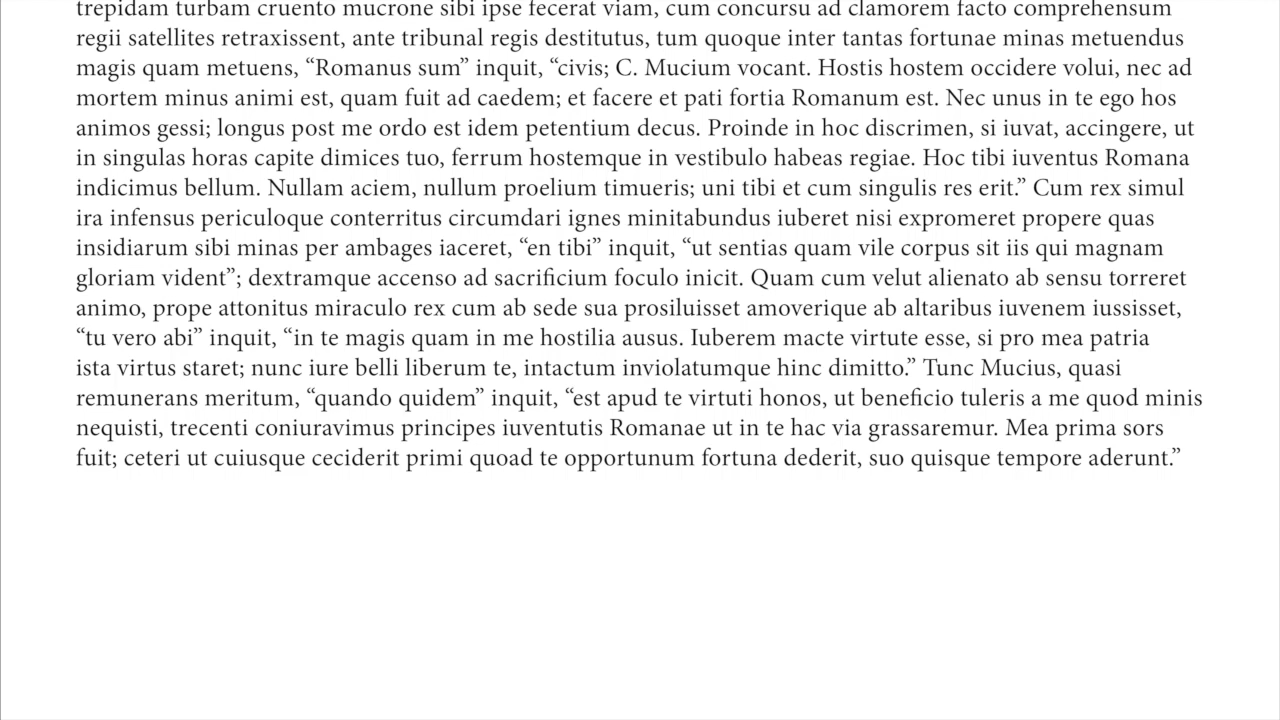 trepidam turbam cruento mucrone sibi ipse fecerat viam, cum concursu ad clamorem facto comprehensum
regii satellites retraxissent, ante tribunal regis destitutus, tum quoque inter tantas fortunae minas metuendus
magis quam metuens, “Romanus sum” inquit, “civis; C. Mucium vocant. Hostis hostem occidere volui, nec ad
mortem minus animi est, quam fuit ad caedem; et facere et pati fortia Romanum est. Nec unus in te ego hos
animos gessi; longus post me ordo est idem petentium decus. Proinde in hoc discrimen, si iuvat, accingere, ut
in singulas horas capite dimices tuo, ferrum hostemque in vestibulo habeas regiae. Hoc tibi iuventus Romana
indicimus bellum. Nullam aciem, nullum proelium timueris; uni tibi et cum singulis res erit.” Cum rex simul
ira infensus periculoque conterritus circumdari ignes minitabundus iuberet nisi expromeret propere quas
insidiarum sibi minas per ambages iaceret, “en tibi” inquit, “ut sentias quam vile corpus sit iis qui magnam
gloriam vident”; dextramque accenso ad sacrificium foculo inicit. Quam cum velut alienato ab sensu torreret
animo, prope attonitus miraculo rex cum ab sede sua prosiluisset amoverique ab altaribus iuvenem iussisset,
“tu vero abi” inquit, “in te magis quam in me hostilia ausus. Iuberem macte virtute esse, si pro mea patria
ista virtus staret; nunc iure belli liberum te, intactum inviolatumque hinc dimitto.” Tunc Mucius, quasi
remunerans meritum, “quando quidem” inquit, “est apud te virtuti honos, ut beneficio tuleris a me quod minis
nequisti, trecenti coniuravimus principes iuventutis Romanae ut in te hac via grassaremur. Mea prima sors
fuit; ceteri ut cuiusque ceciderit primi quoad te opportunum fortuna dederit, suo quisque tempore aderunt.”